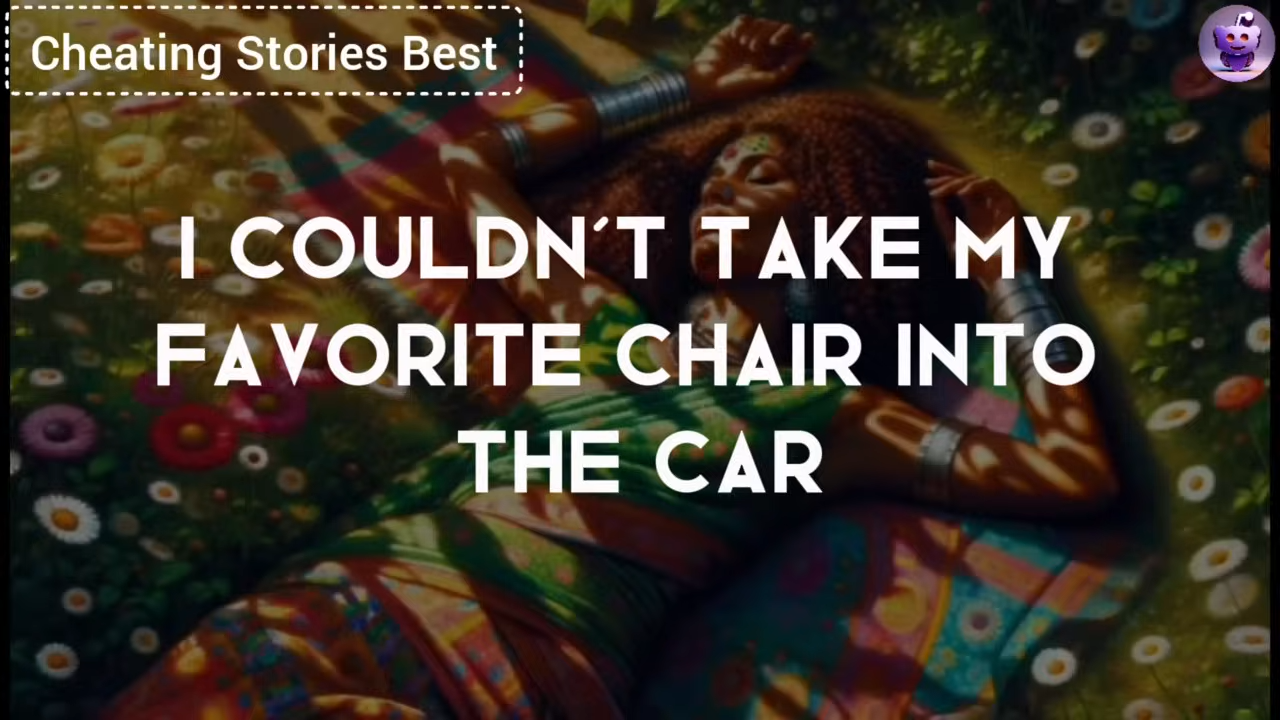 Cheating Stories Best
I COULDN´T TAKE MY
FAVORITE CHAIR INTO
THE CAR